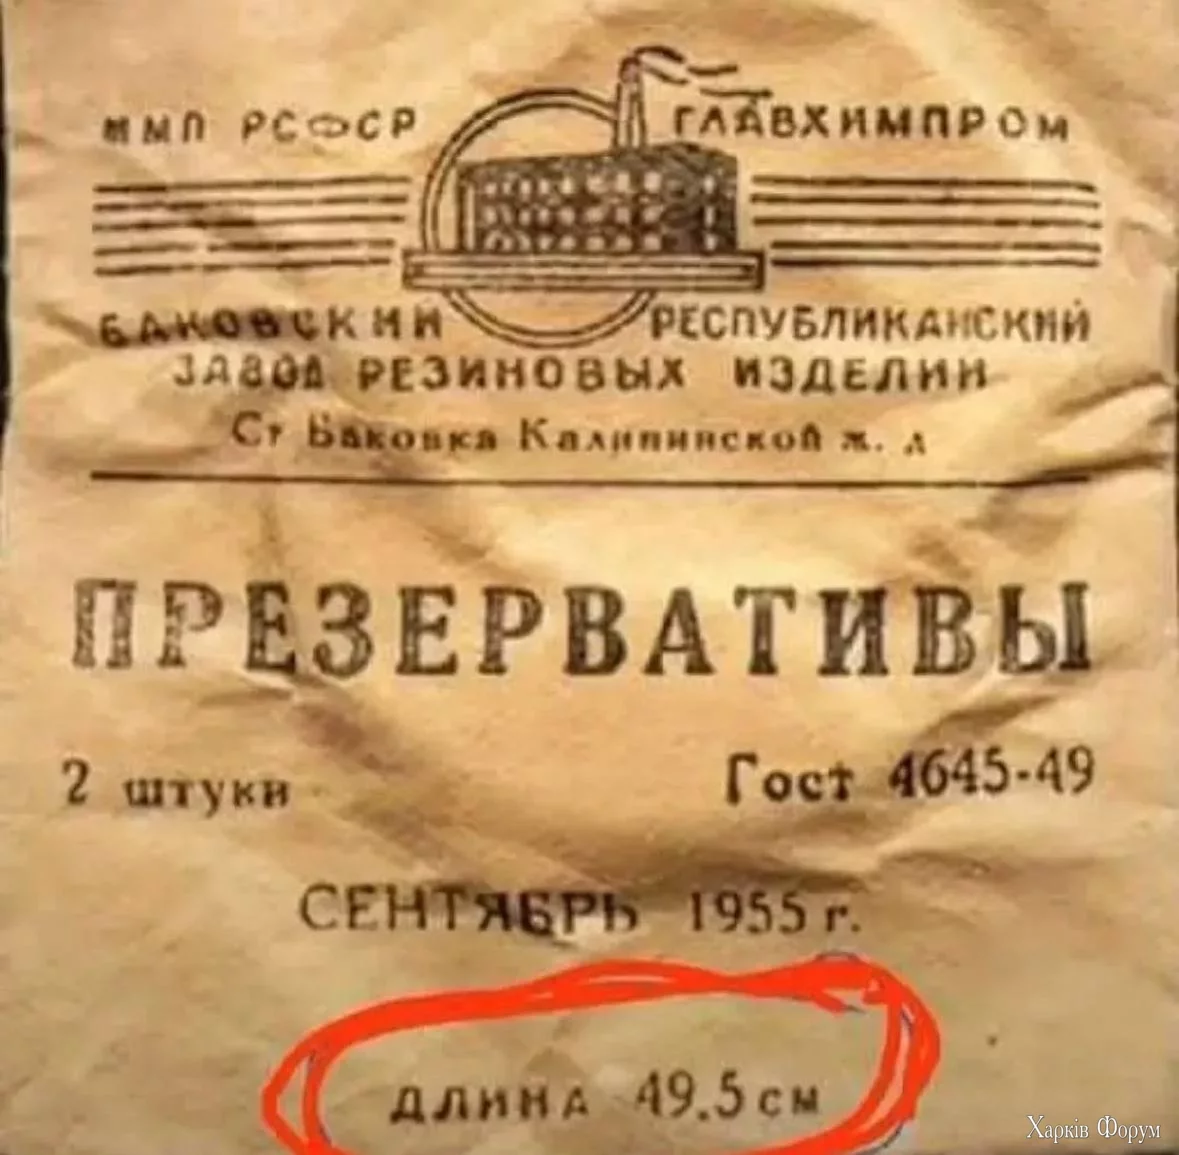 ММП РСФСР ГЛАВХИМПРОМ
БАКОВСКИЙ РЕСПУБЛИКАНСКИЙ
ЗАВОД РЕЗИНОВЫХ ИЗДЕЛИИ
Ст Баковка Калининской ж. д
ПРЕЗЕРВАТИВЫ
2 штуки Гост 4645-49
СЕНТЯБРЬ 1955 г.
ДЛИНА 49.5 см
Харків Форум